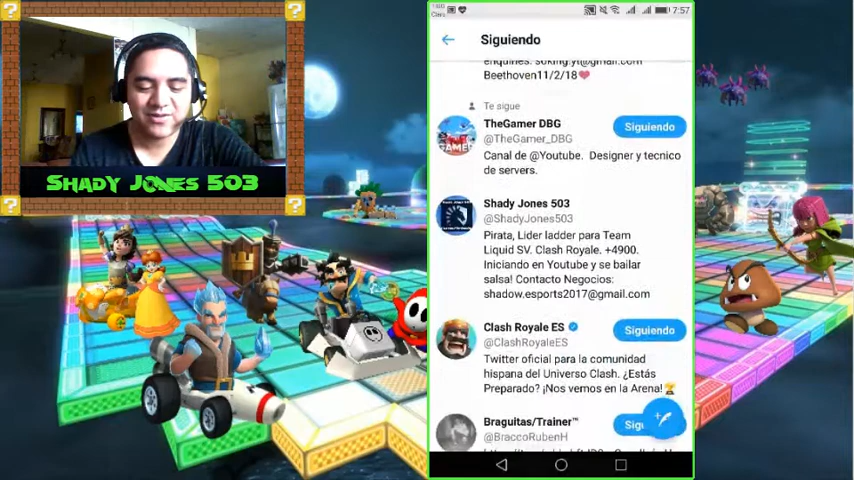 SHADY JONES 503
7:57
Siguiendo
Beethoven11/2/18❤
Te sigue
TheGamer DBG
Siguiendo
@TheGamer_DBG
Canal de @Youtube. Designer y tecnico
de servers.
Shady Jones 503
@ShadyJones503
Pirata, Lider ladder para Team
Liquid SV. Clash Royale. +4900.
Iniciando en Youtube y se bailar
salsa! Contacto Negocios:
shadow.esports2017@gmail.com
Clash Royale ES
Siguiendo
@ClashRoyaleES
Twitter oficial para la comunidad
hispana del Universo Clash. ¿Estás
Preparado? ¡Nos vemos en la Arena!🏆
Braguitas/Trainer™
@BraccoRubenH